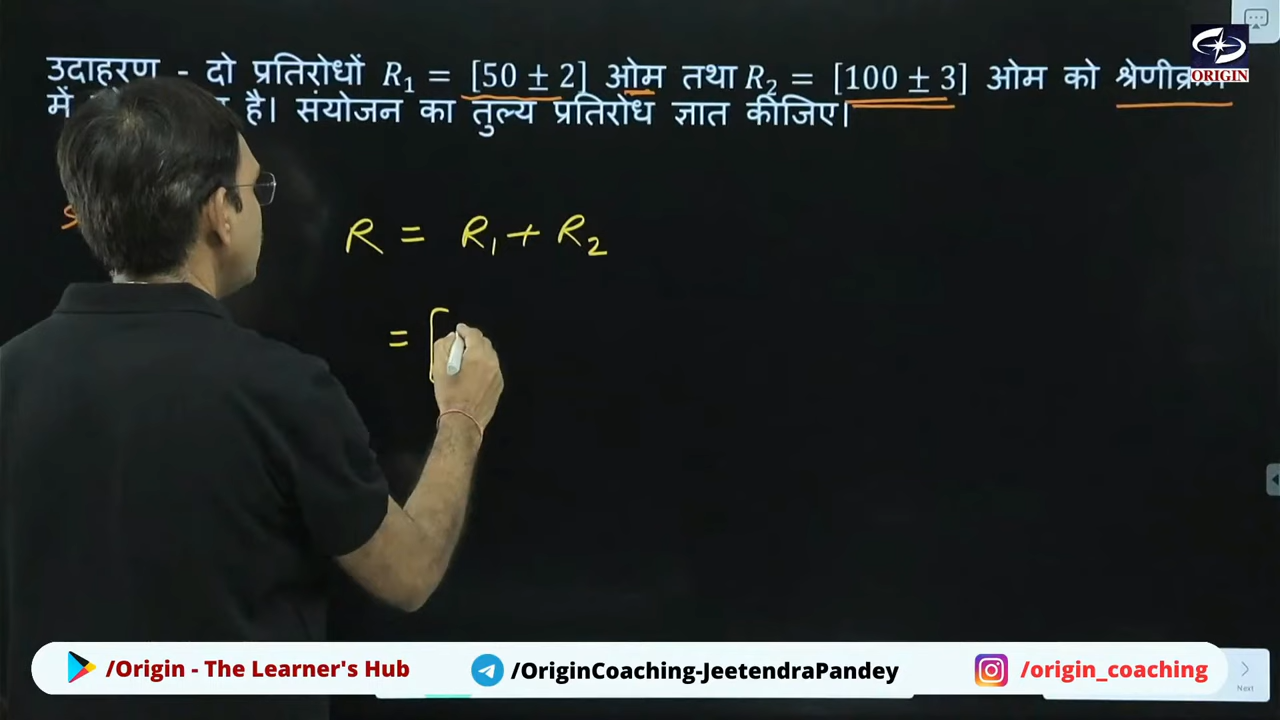 उदाहरण - दो प्रतिरोधों R₁ = [50 ± 2] ओम तथा R₂ = [100 ± 3] ओम को श्रेणीक्रम
में है। संयोजन का तुल्य प्रतिरोध ज्ञात कीजिए।
R = R₁ + R₂
= [
ORIGIN
/Origin - The Learner's Hub
/OriginCoaching-JeetendraPandey
/origin_coaching
Next